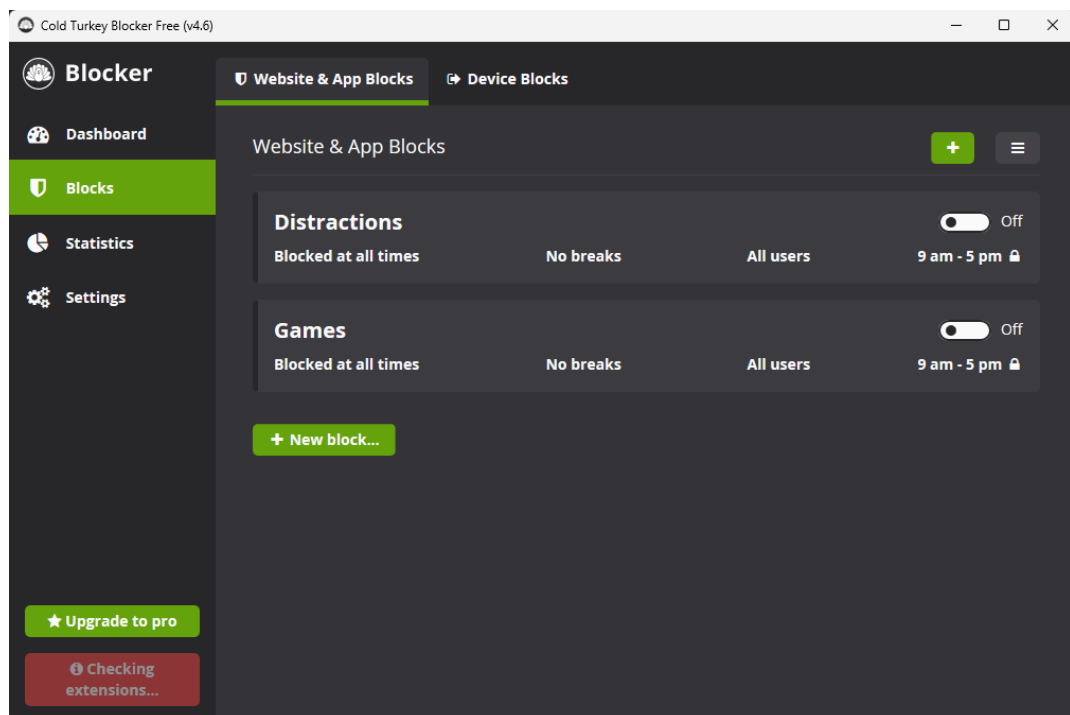 Cold Turkey Blocker Free (v4.6)
Blocker
Website & App Blocks
Device Blocks
Dashboard
Blocks
Statistics
Settings
Website & App Blocks
Distractions
Off
Blocked at all times No breaks All users 9 am - 5 pm
Games
Off
Blocked at all times No breaks All users 9 am - 5 pm
New block...
Upgrade to pro
Checking
extensions...